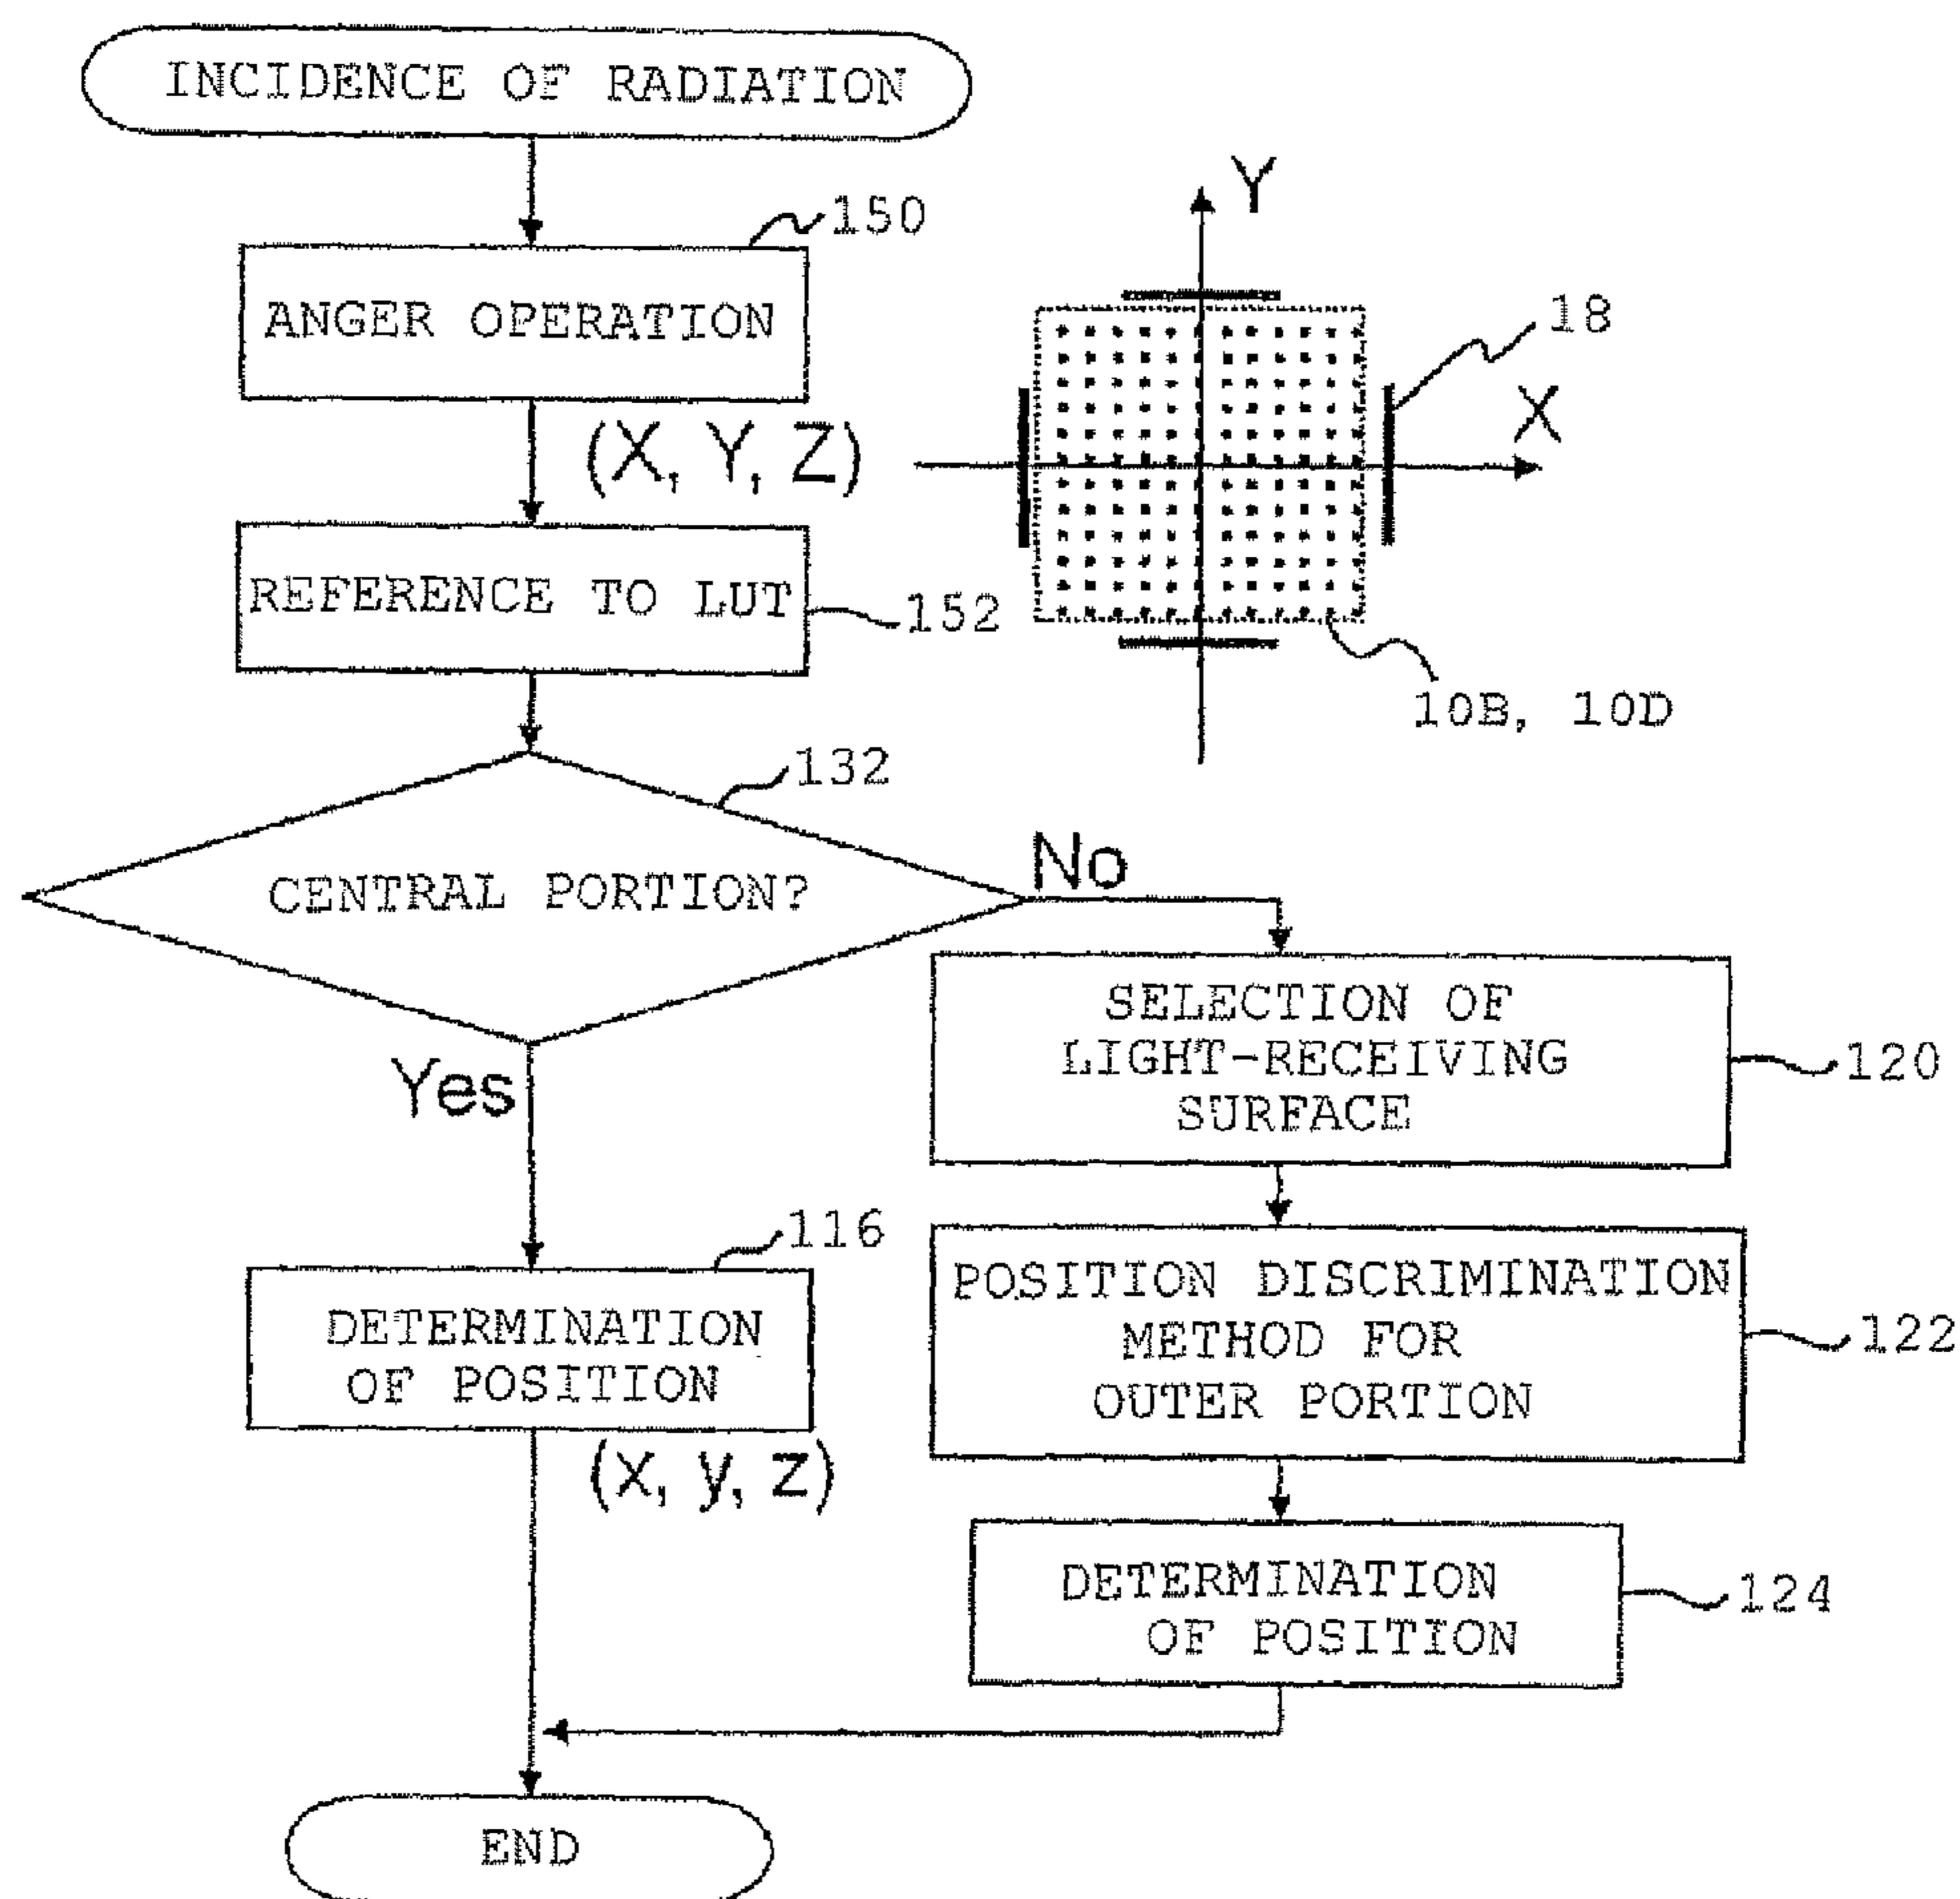 INCIDENCE OF RADIATION
150
ANGER OPERATION
(X, Y, Z)
REFERENCE TO LUT
152
Y
18
X
10B, 10D
132
CENTRAL PORTION?
No
Yes
SELECTION OF
LIGHT-RECEIVING
SURFACE
120
POSITION DISCRIMINATION
METHOD FOR
OUTER PORTION
122
116
DETERMINATION
OF POSITION
(x, y, z)
DETERMINATION
OF POSITION
124
END